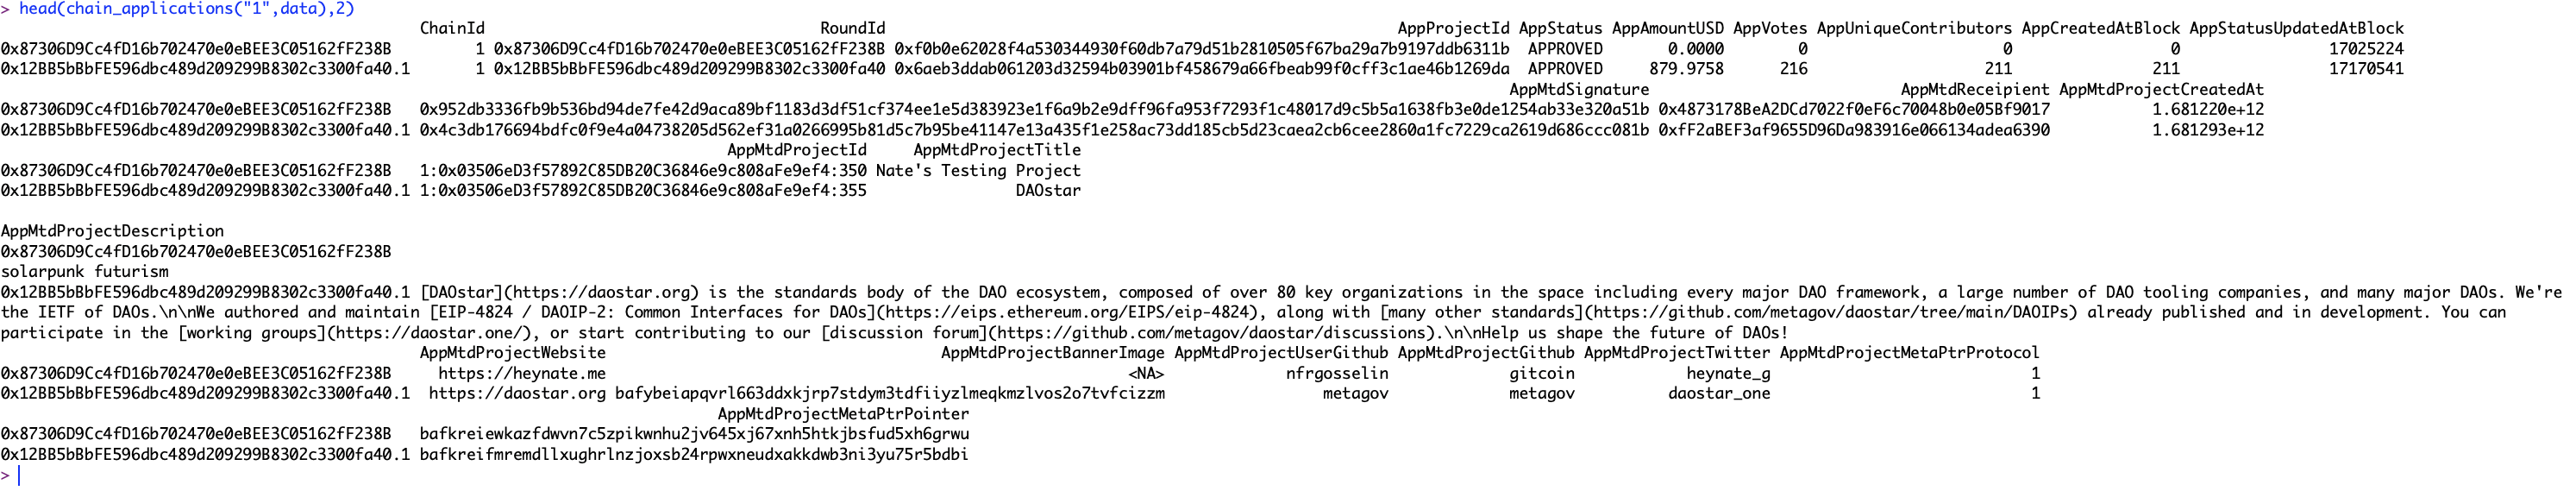 > head(chain_applications("1",data),2)
ChainId RoundId AppProjectId AppStatus AppAmountUSD AppVotes AppUniqueContributors AppCreatedAtBlock AppStatusUpdatedAtBlock
0x87306D9Cc4fD16b702470e0eBEE3C05162fF238B 1 0x87306D9Cc4fD16b702470e0eBEE3C05162fF238B 0xf0b0e62028f4a530344930f60db7a79d51b2810505f67ba29a7b9197ddb6311b APPROVED 0.0000 0 0 0 17025224
0x12BB5bBbFE596dbc489d209299B8302c3300fa40.1 1 0x12BB5bBbFE596dbc489d209299B8302c3300fa40 0x6aeb3ddab061203d32594b03901bf458679a66fbeab99f0cff3c1ae46b1269da APPROVED 879.9758 216 211 211 17170541
AppMtdSignature AppMtdReceipient AppMtdProjectCreatedAt
0x87306D9Cc4fD16b702470e0eBEE3C05162fF238B 0x952db3336fb9b536bd94de7fe42d9aca89bf1183d3df51cf374ee1e5d383923e1f6a9b2e9dff96fa953f7293f1c48017d9c5b5a1638fb3e0de1254ab33e320a51b 0x4873178BeA2DCd7022f0eF6c70048b0e05Bf9017 1.681220e+12
0x12BB5bBbFE596dbc489d209299B8302c3300fa40.1 0x4c3db176694bdfc0f9e4a04738205d562ef31a0266995b81d5c7b95be41147e13a435f1e258ac73dd185cb5d23caea2cb6cee2860a1fc7229ca2619d686ccc081b 0xfF2aBEF3af9655D96Da983916e066134adea6390 1.681293e+12
AppMtdProjectId AppMtdProjectTitle
0x87306D9Cc4fD16b702470e0eBEE3C05162fF238B 1:0x03506eD3f57892C85DB20C36846e9c808aFe9ef4:350 Nate's Testing Project
0x12BB5bBbFE596dbc489d209299B8302c3300fa40.1 1:0x03506eD3f57892C85DB20C36846e9c808aFe9ef4:355 DAOstar
AppMtdProjectDescription
0x87306D9Cc4fD16b702470e0eBEE3C05162fF238B
solarpunk futurism
0x12BB5bBbFE596dbc489d209299B8302c3300fa40.1 [DAOstar](https://daostar.org) is the standards body of the DAO ecosystem, composed of over 80 key organizations in the space including every major DAO framework, a large number of DAO tooling companies, and many major DAOs. We're
the IETF of DAOs.\n\nWe authored and maintain [EIP-4824 / DAOIP-2: Common Interfaces for DAOs](https://eips.ethereum.org/EIPS/eip-4824), along with [many other standards](https://github.com/metagov/daostar/tree/main/DAOIPs) already published and in development. You can
participate in the [working groups](https://daostar.one/), or start contributing to our [discussion forum](https://github.com/metagov/daostar/discussions).\n\nHelp us shape the future of DAOs!
AppMtdProjectWebsite AppMtdProjectBannerImage AppMtdProjectUserGithub AppMtdProjectGithub AppMtdProjectTwitter AppMtdProjectMetaPtrProtocol
0x87306D9Cc4fD16b702470e0eBEE3C05162fF238B https://heynate.me <NA> nfrgosselin gitcoin heynate_g 1
0x12BB5bBbFE596dbc489d209299B8302c3300fa40.1 https://daostar.org bafybeiapqvrl663ddxkjrp7stdym3tdfiiyzlmeqkmzlvos2o7tvfcizzm metagov metagov daostar_one 1
AppMtdProjectMetaPtrPointer
0x87306D9Cc4fD16b702470e0eBEE3C05162fF238B bafkreiewkazfdwvn7c5zpikwnhu2jv645xj67xnh5htkjbsfud5xh6grwu
0x12BB5bBbFE596dbc489d209299B8302c3300fa40.1 bafkreifmremdllxughrlnzjoxsb24rpwxneudxakkdwb3ni3yu75r5bdbi
>